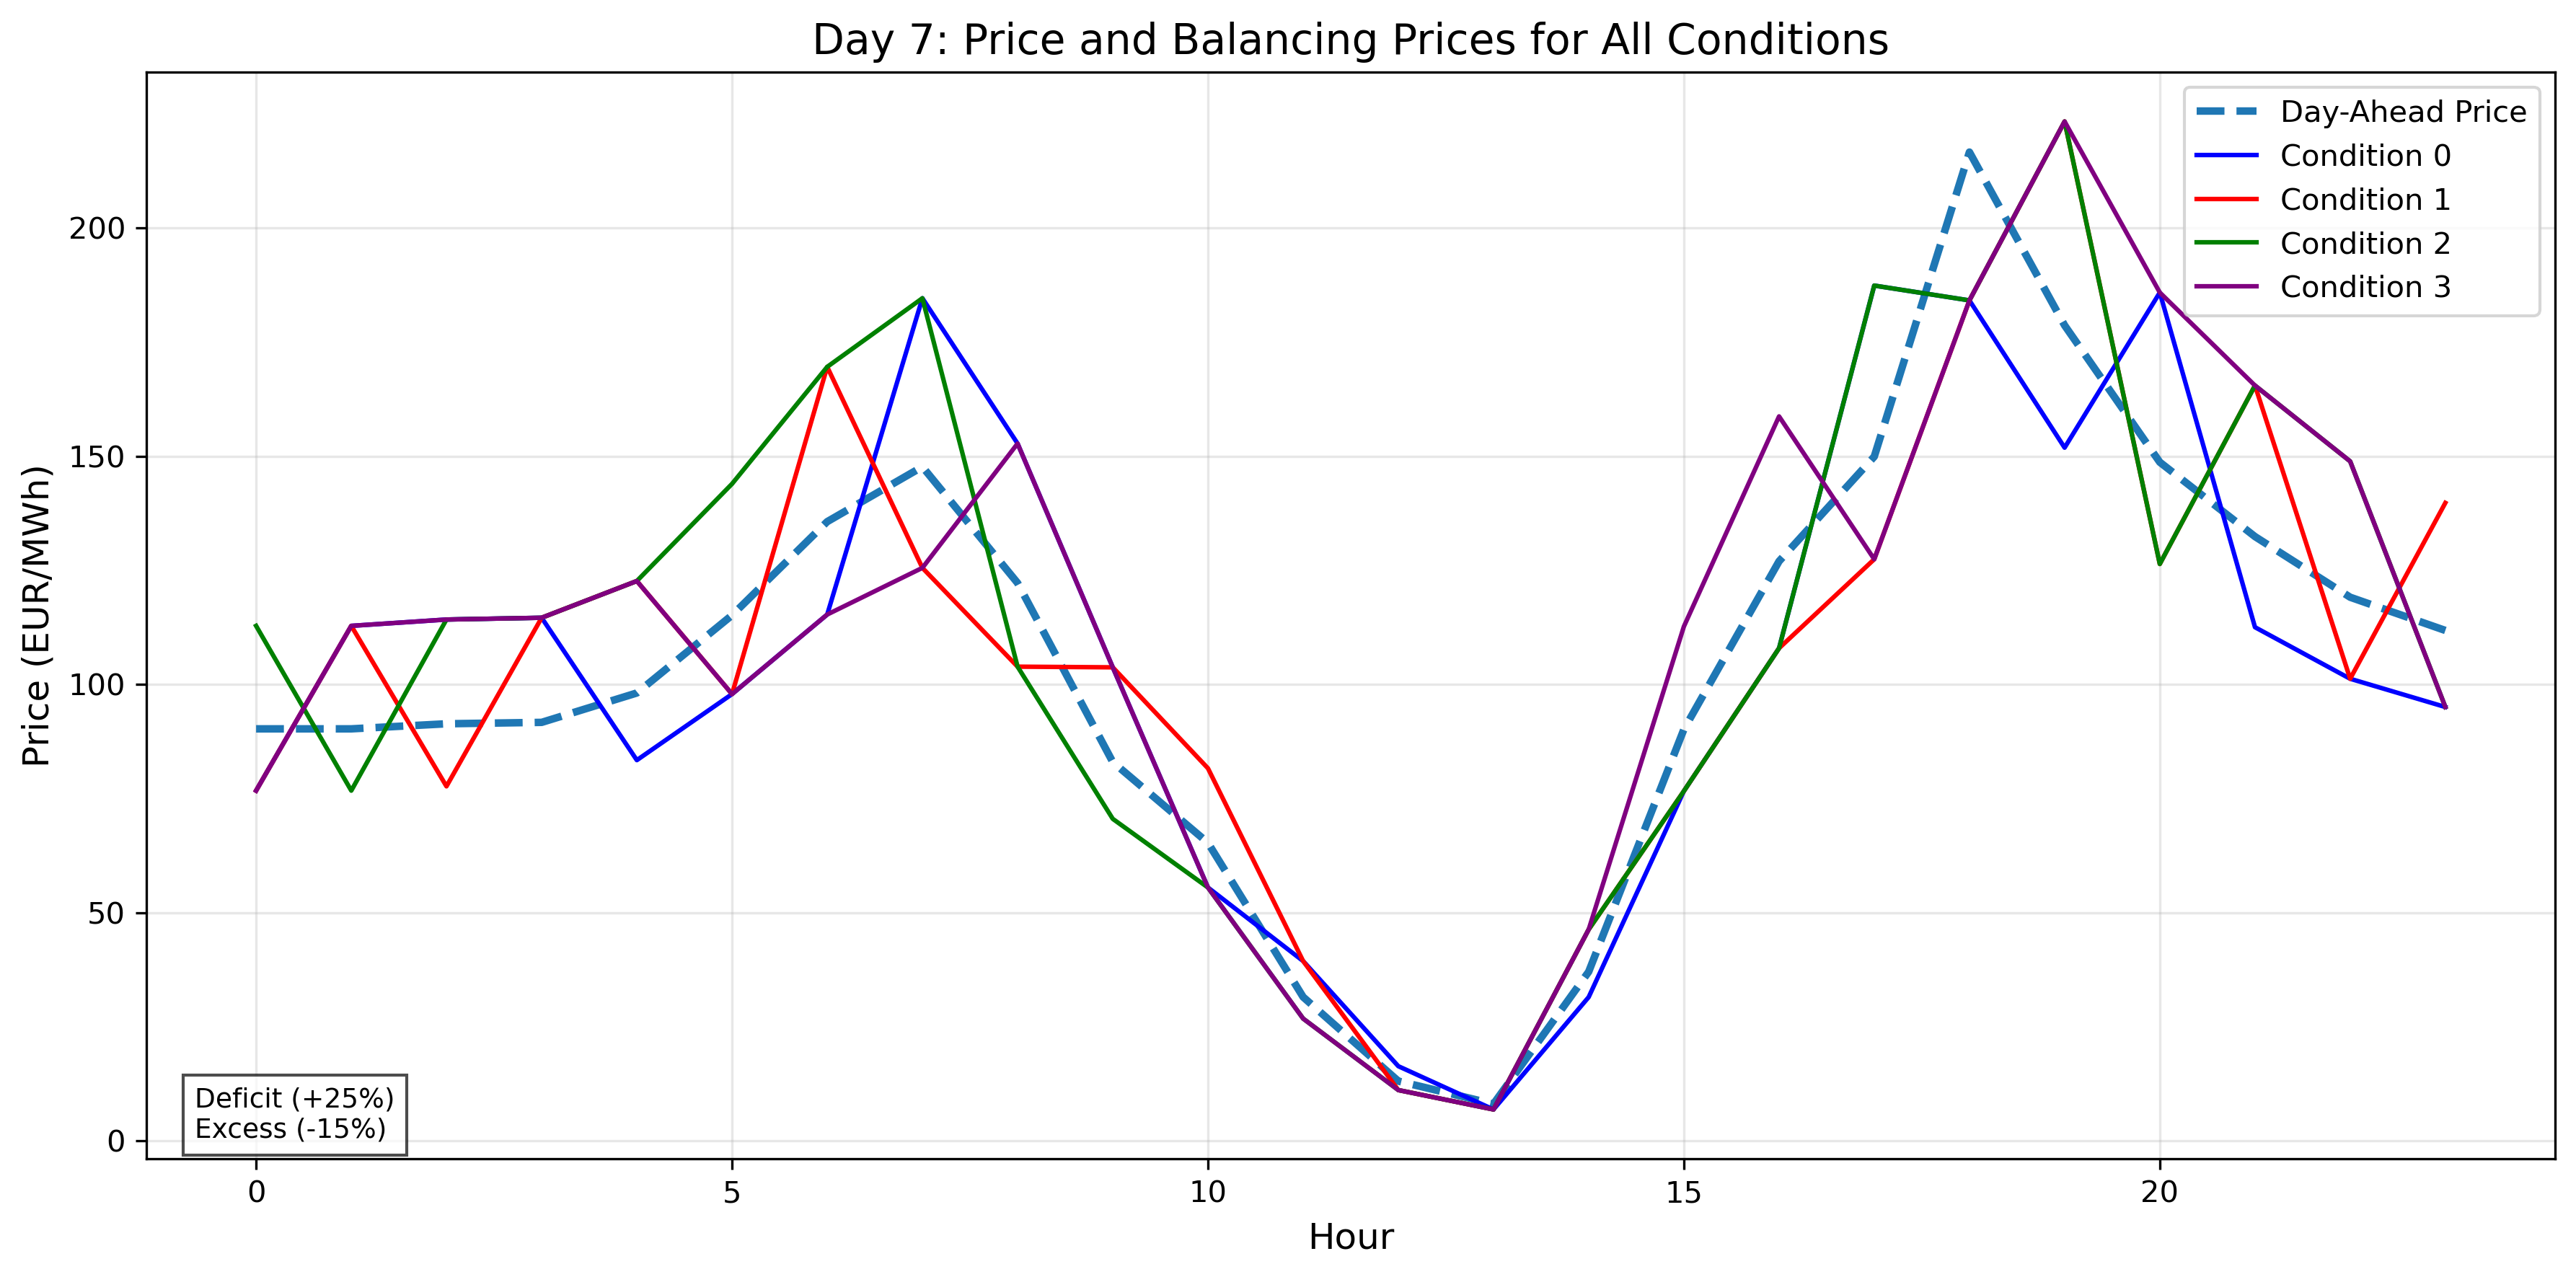 Day 7: Price and Balancing Prices for All Conditions
Day-Ahead Price
Condition 0
Condition 1
Condition 2
Condition 3
Price (EUR/MWh)
200
150
100
50
0
Deficit (+25%)
Excess (-15%)
0 5 10 15 20
Hour